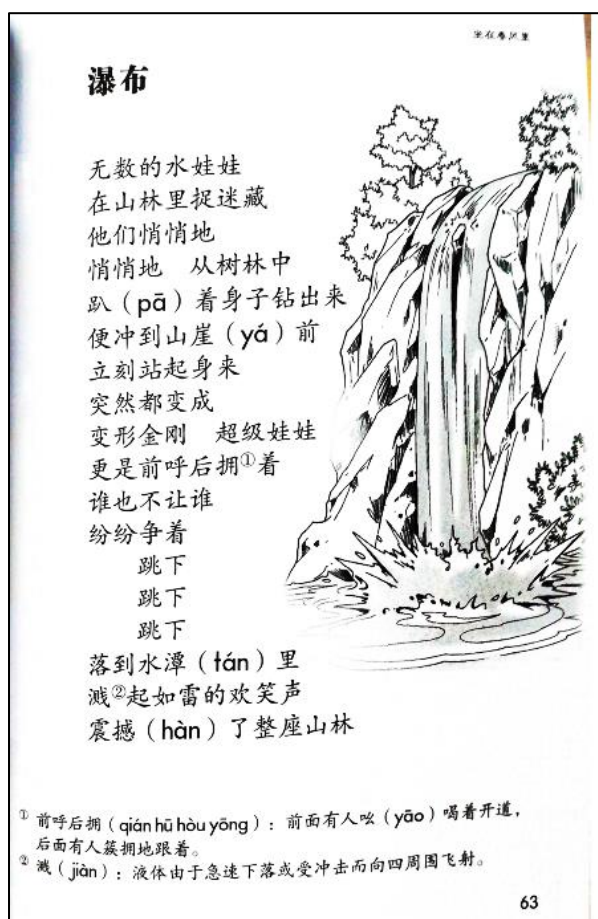 坐在春风里
瀑布
无数的水娃娃
在山林里捉迷藏
他们悄悄地
悄悄地 从树林中
趴（pā）着身子钻出来
便冲到山崖（yá）前
立刻站起身来
突然都变成
变形金刚 超级娃娃
更是前呼后拥①着
谁也不让谁
纷纷争着
跳下
跳下
跳下
落到水潭（tán）里
溅②起如雷的欢笑声
震撼（hàn）了整座山林
① 前呼后拥（qián hū hòu yōng）：前面有人吆（yāo）喝着开道，
后面有人簇拥地跟着。
② 溅（jiàn）：液体由于急速下落或受冲击而向四周围飞射。
63